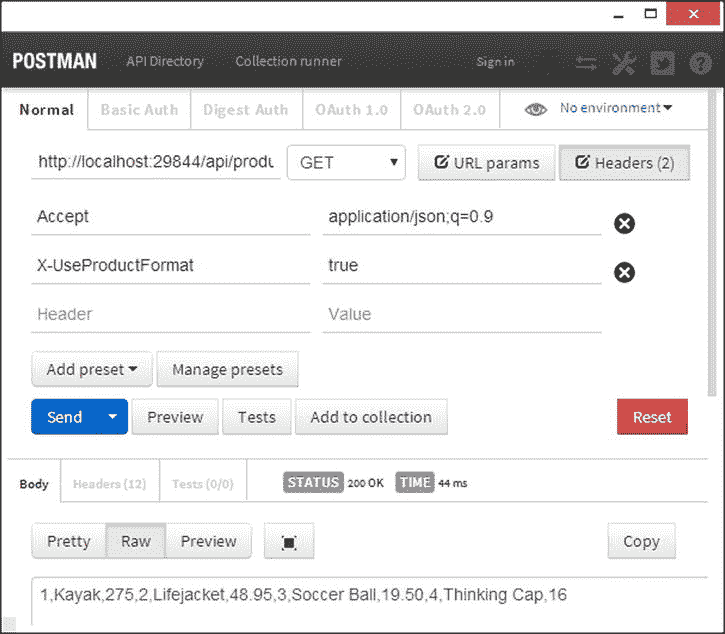 POSTMAN API Directory Collection runner Sign in
Normal Basic Auth Digest Auth OAuth 1.0 OAuth 2.0 No environment
http://localhost:29844/api/produ GET URL params Headers (2)
Accept application/json;q=0.9
X-UseProductFormat true
Header Value
Add preset Manage presets
Send Preview Tests Add to collection Reset
Body Headers (12) Tests (0/0) STATUS 200 OK TIME 44 ms
Pretty Raw Preview Copy
1,Kayak,275,2,Lifejacket,48.95,3,Soccer Ball,19.50,4,Thinking Cap,16